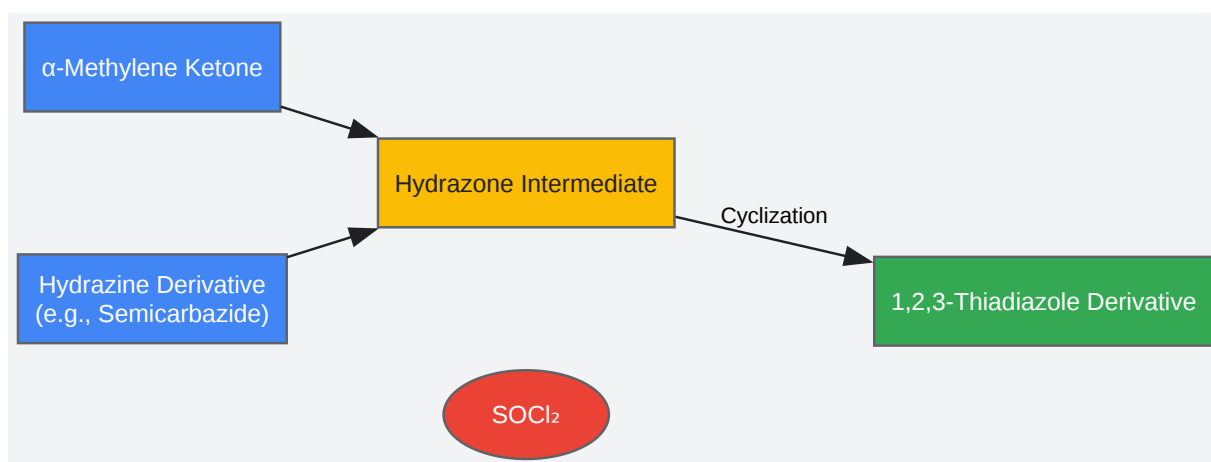 α-Methylene Ketone
Hydrazone Intermediate
Cyclization
Hydrazine Derivative
(e.g., Semicarbazide)
1,2,3-Thiadiazole Derivative
SOCl₂